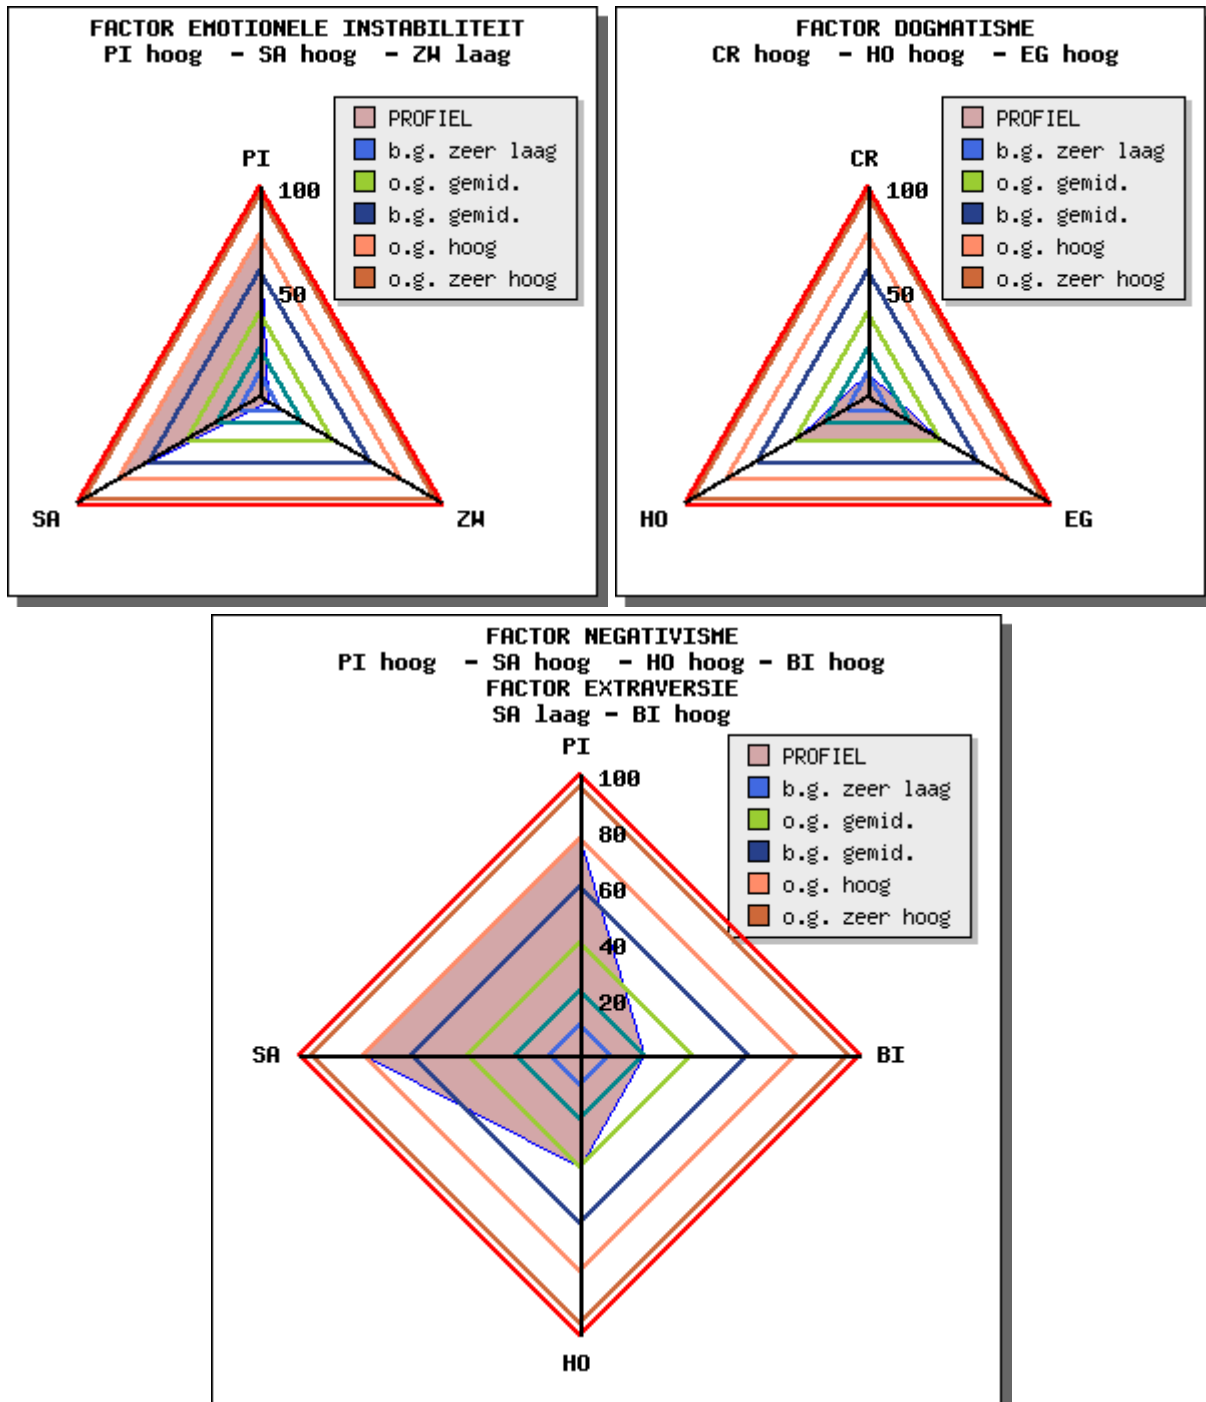 FACTOR EMOTIONELE INSTABILITEIT
PI hoog - SA hoog - ZW laag
PROFIEL
b.g. zeer laag
o.g. gemid.
b.g. gemid.
o.g. hoog
o.g. zeer hoog
PI
100
50
SA
ZW
FACTOR DOGMATISME
CR hoog - HO hoog - EG hoog
PROFIEL
b.g. zeer laag
o.g. gemid.
b.g. gemid.
o.g. hoog
o.g. zeer hoog
CR
100
50
HO
EG
FACTOR NEGATIVISME
PI hoog - SA hoog - HO hoog - BI hoog
FACTOR EXTRAVERSIE
SA laag - BI hoog
PROFIEL
b.g. zeer laag
o.g. gemid.
b.g. gemid.
o.g. hoog
o.g. zeer hoog
PI
100
80
60
40
20
SA
BI
HO